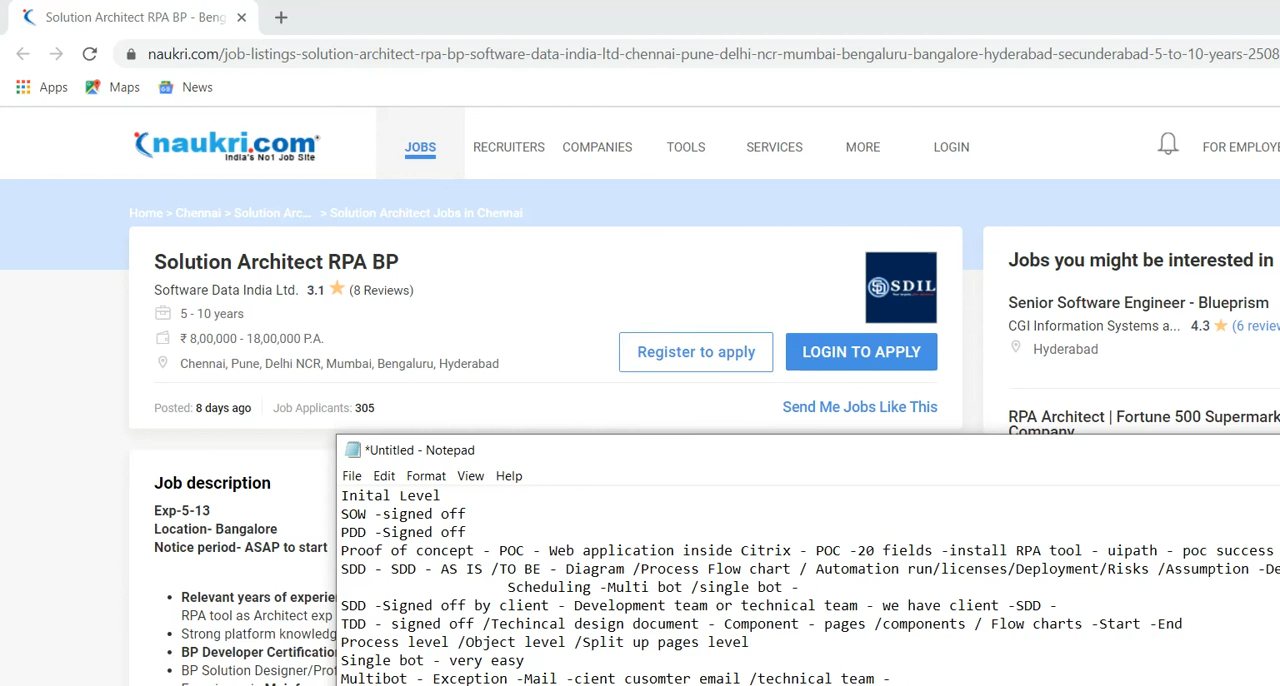 Solution Architect RPA BP - Beng
naukri.com/job-listings-solution-architect-rpa-bp-software-data-india-ltd-chennai-pune-delhi-ncr-mumbai-bengaluru-bangalore-hyderabad-secunderabad-5-to-10-years-2508
Apps Maps News
naukri.com
India's No1 Job Site
JOBS RECRUITERS COMPANIES TOOLS SERVICES MORE LOGIN FOR EMPLOYE
Home > Chennai > Solution Arc... > Solution Architect Jobs in Chennai
Solution Architect RPA BP
Software Data India Ltd. 3.1 (8 Reviews)
5 - 10 years
₹ 8,00,000 - 18,00,000 P.A.
Chennai, Pune, Delhi NCR, Mumbai, Bengaluru, Hyderabad
SDIL
Register to apply
LOGIN TO APPLY
Posted: 8 days ago Job Applicants: 305
Send Me Jobs Like This
Jobs you might be interested in
Senior Software Engineer - Blueprism
CGI Information Systems a... 4.3 (6 review
Hyderabad
RPA Architect | Fortune 500 Supermark
Company
Job description
Exp-5-13
Location- Bangalore
Notice period- ASAP to start
Relevant years of experie
RPA tool as Architect exp
Strong platform knowledg
BP Developer Certification
BP Solution Designer/Prof
*Untitled - Notepad
File Edit Format View Help
Inital Level
SOW -signed off
PDD -Signed off
Proof of concept - POC - Web application inside Citrix - POC -20 fields -install RPA tool - uipath - poc success
SDD - SDD - AS IS /TO BE - Diagram /Process Flow chart / Automation run/licenses/Deployment/Risks /Assumption -De
Scheduling -Multi bot /single bot -
SDD -Signed off by client - Development team or technical team - we have client -SDD -
TDD - signed off /Techincal design document - Component - pages /components / Flow charts -Start -End
Process level /Object level /Split up pages level
Single bot - very easy
Multibot - Exception -Mail -cient cusomter email /technical team -